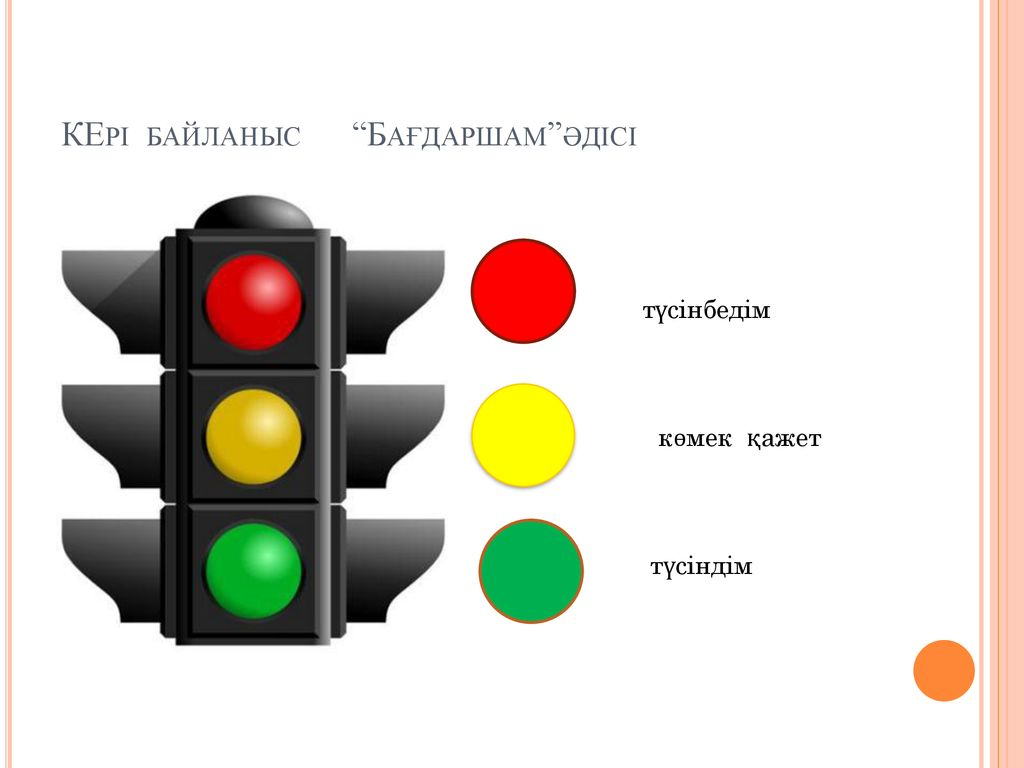 КЕРІ БАЙЛАНЫС “БАҒДАРШАМ”ӘДІСІ
түсінбедім
көмек қажет
түсіндім